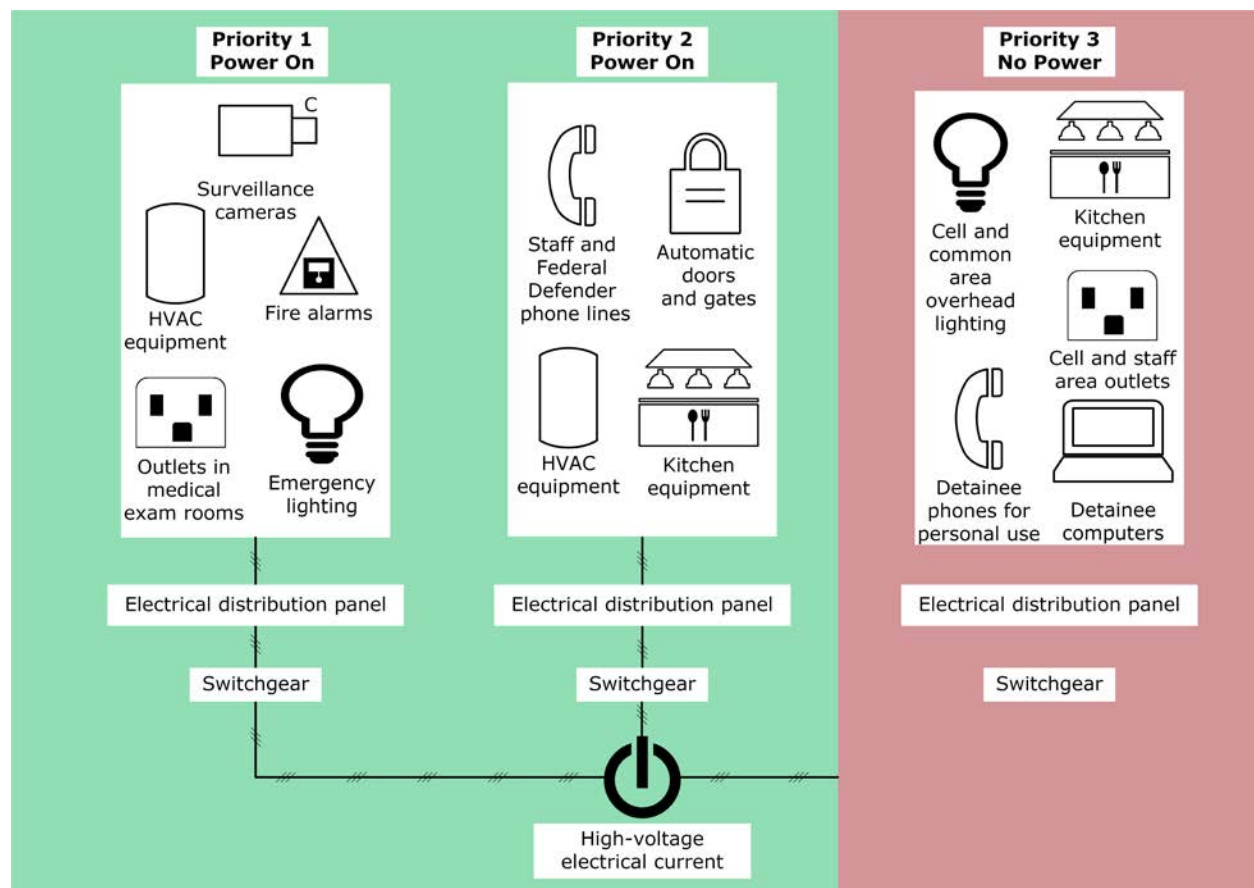 Priority 1
Power On
C
Surveillance
cameras
HVAC
equipment
Fire alarms
Outlets in
medical
exam rooms
Emergency
lighting
Electrical distribution panel
Switchgear
Priority 2
Power On
Staff and
Federal
Defender
phone lines
Automatic
doors
and gates
HVAC
equipment
Kitchen
equipment
Electrical distribution panel
Switchgear
High-voltage
electrical current
Priority 3
No Power
Cell and
common
area
overhead
lighting
Kitchen
equipment
Cell and staff
area outlets
Detainee
phones for
personal use
Detainee
computers
Electrical distribution panel
Switchgear